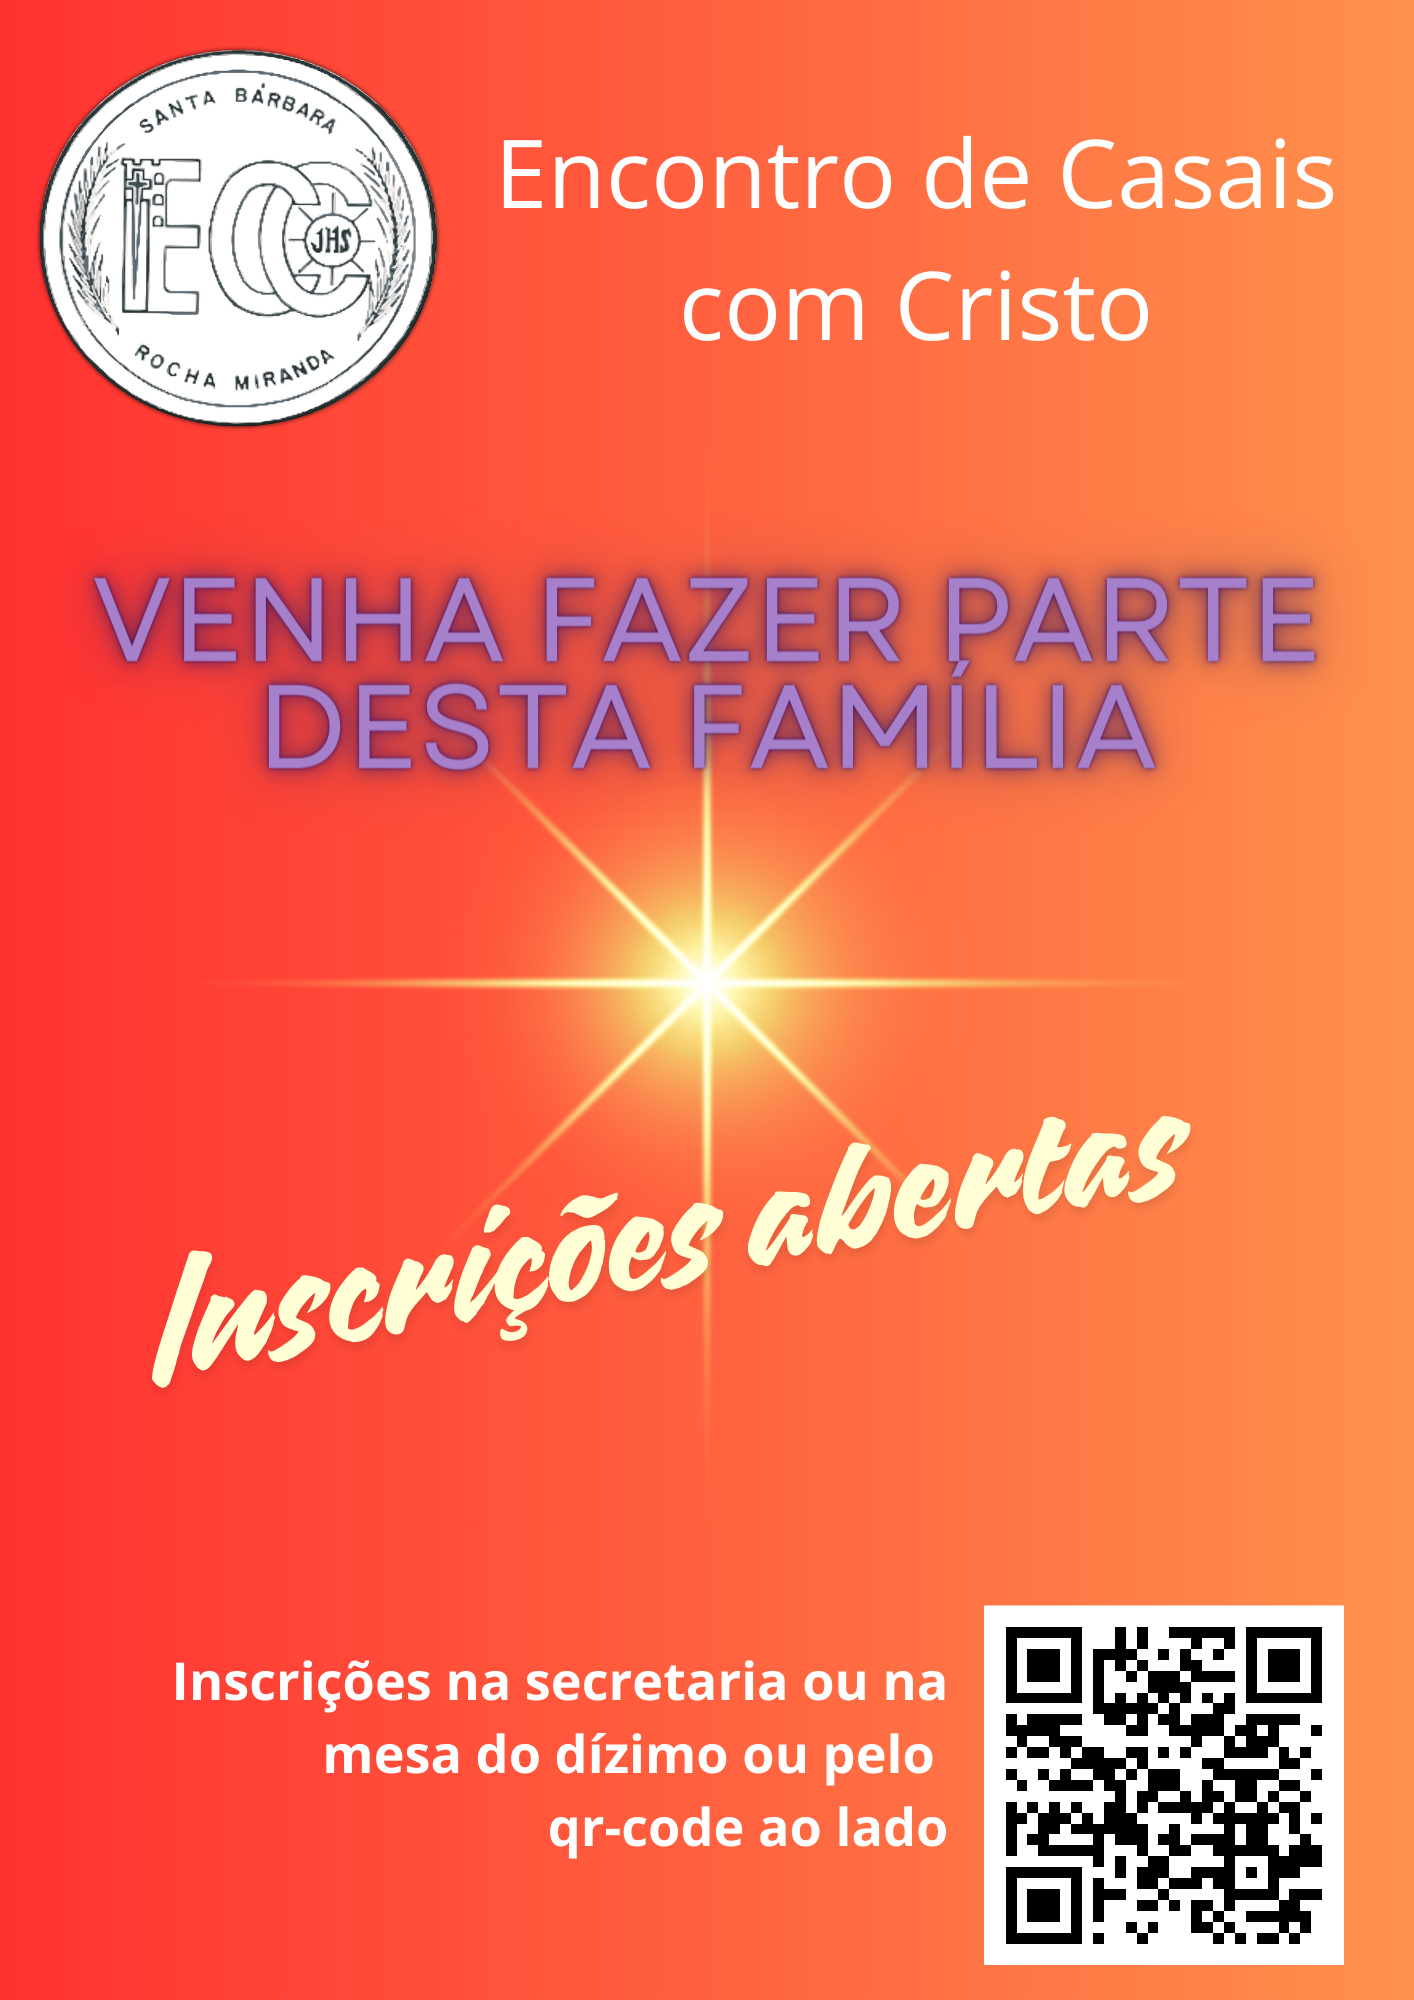 SANTA BÁRBARA
ECC
JHS
ROCHA MIRANDA
Encontro de Casais
com Cristo
VENHA FAZER PARTE
DESTA FAMÍLIA
Inscrições abertas
Inscrições na secretaria ou na
mesa do dízimo ou pelo
qr-code ao lado